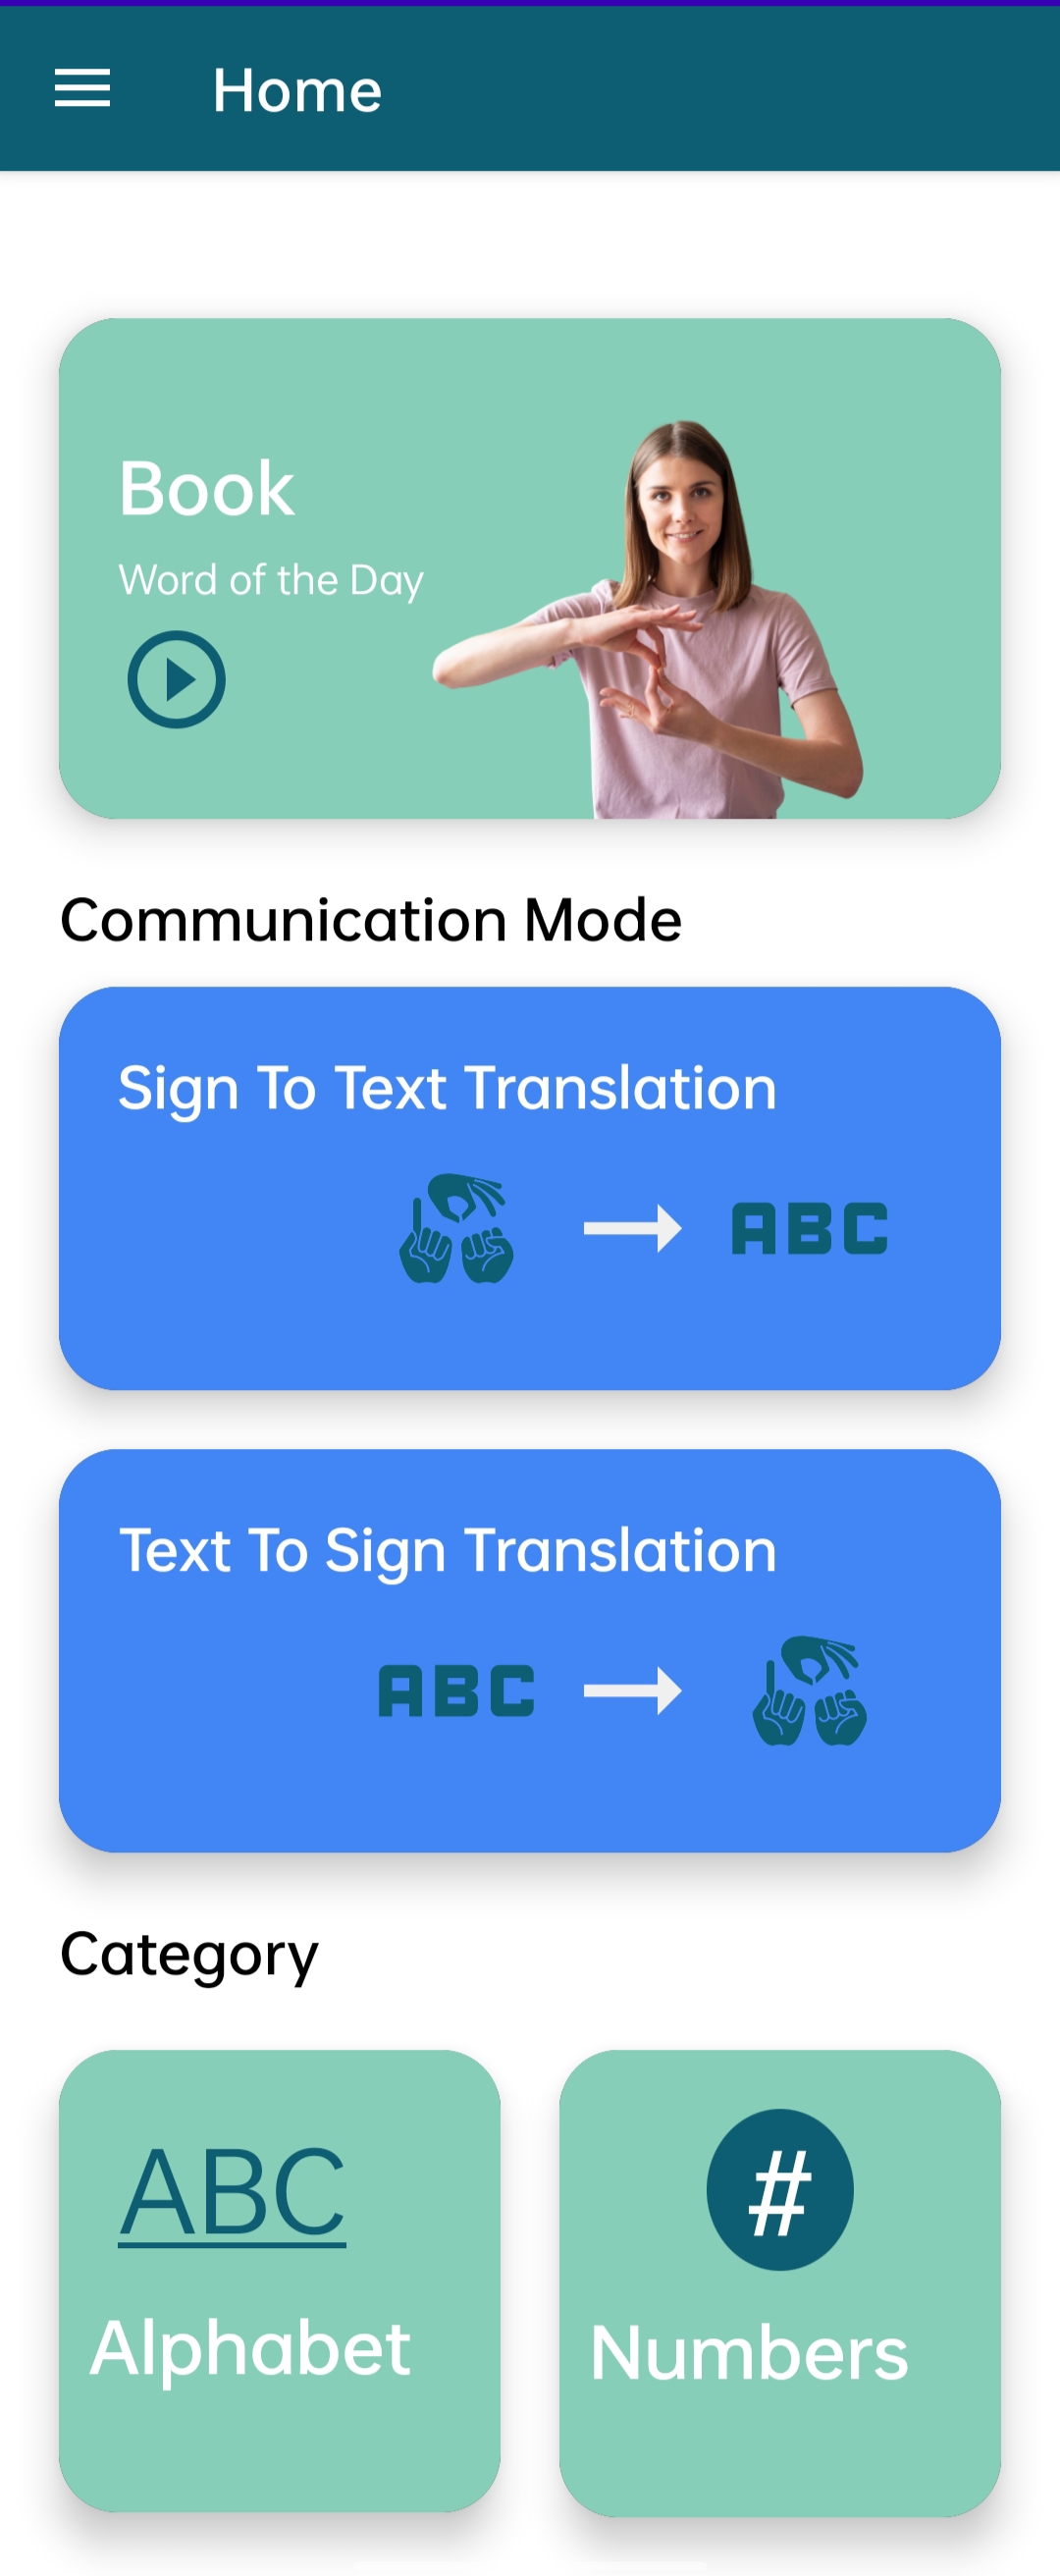 Home
Book
Word of the Day
Communication Mode
Sign To Text Translation
ABC
Text To Sign Translation
ABC
Category
ABC
Alphabet
#
Numbers